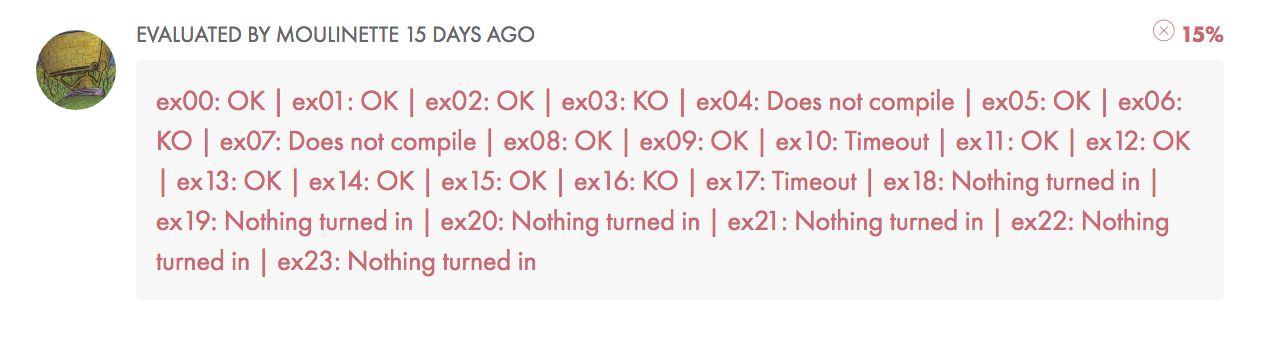 EVALUATED BY MOULINETTE 15 DAYS AGO
15%
ex00: OK | ex01: OK | ex02: OK | ex03: KO | ex04: Does not compile | ex05: OK | ex06:
KO | ex07: Does not compile | ex08: OK | ex09: OK | ex10: Timeout | ex11: OK | ex12: OK
| ex13: OK | ex14: OK | ex15: OK | ex16: KO | ex17: Timeout | ex18: Nothing turned in |
ex19: Nothing turned in | ex20: Nothing turned in | ex21: Nothing turned in | ex22: Nothing
turned in | ex23: Nothing turned in